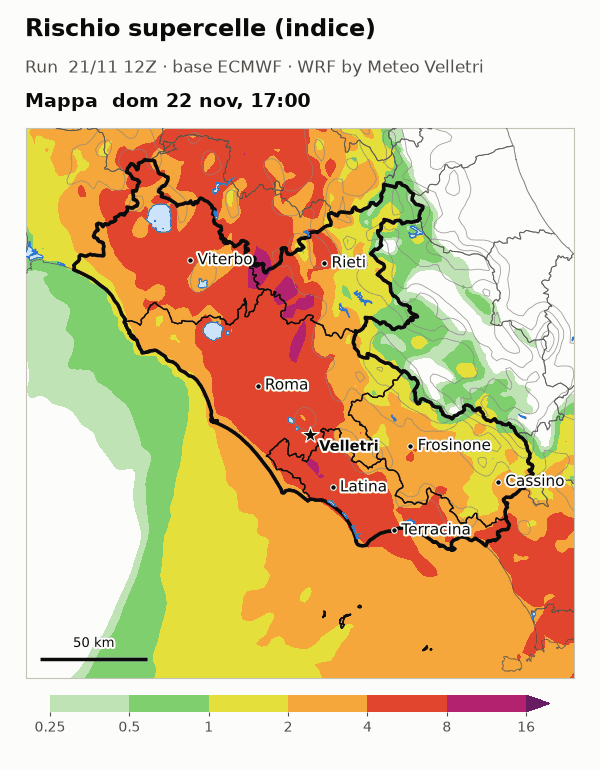 Rischio supercelle (indice)
Run  21/11 12Z · base ECMWF · WRF by Meteo Velletri
Mappa  dom 22 nov, 17:00
Viterbo
Rieti
Roma
Velletri
Frosinone
Cassino
Latina
Terracina
50 km
0.25 0.5 1 2 4 8 16